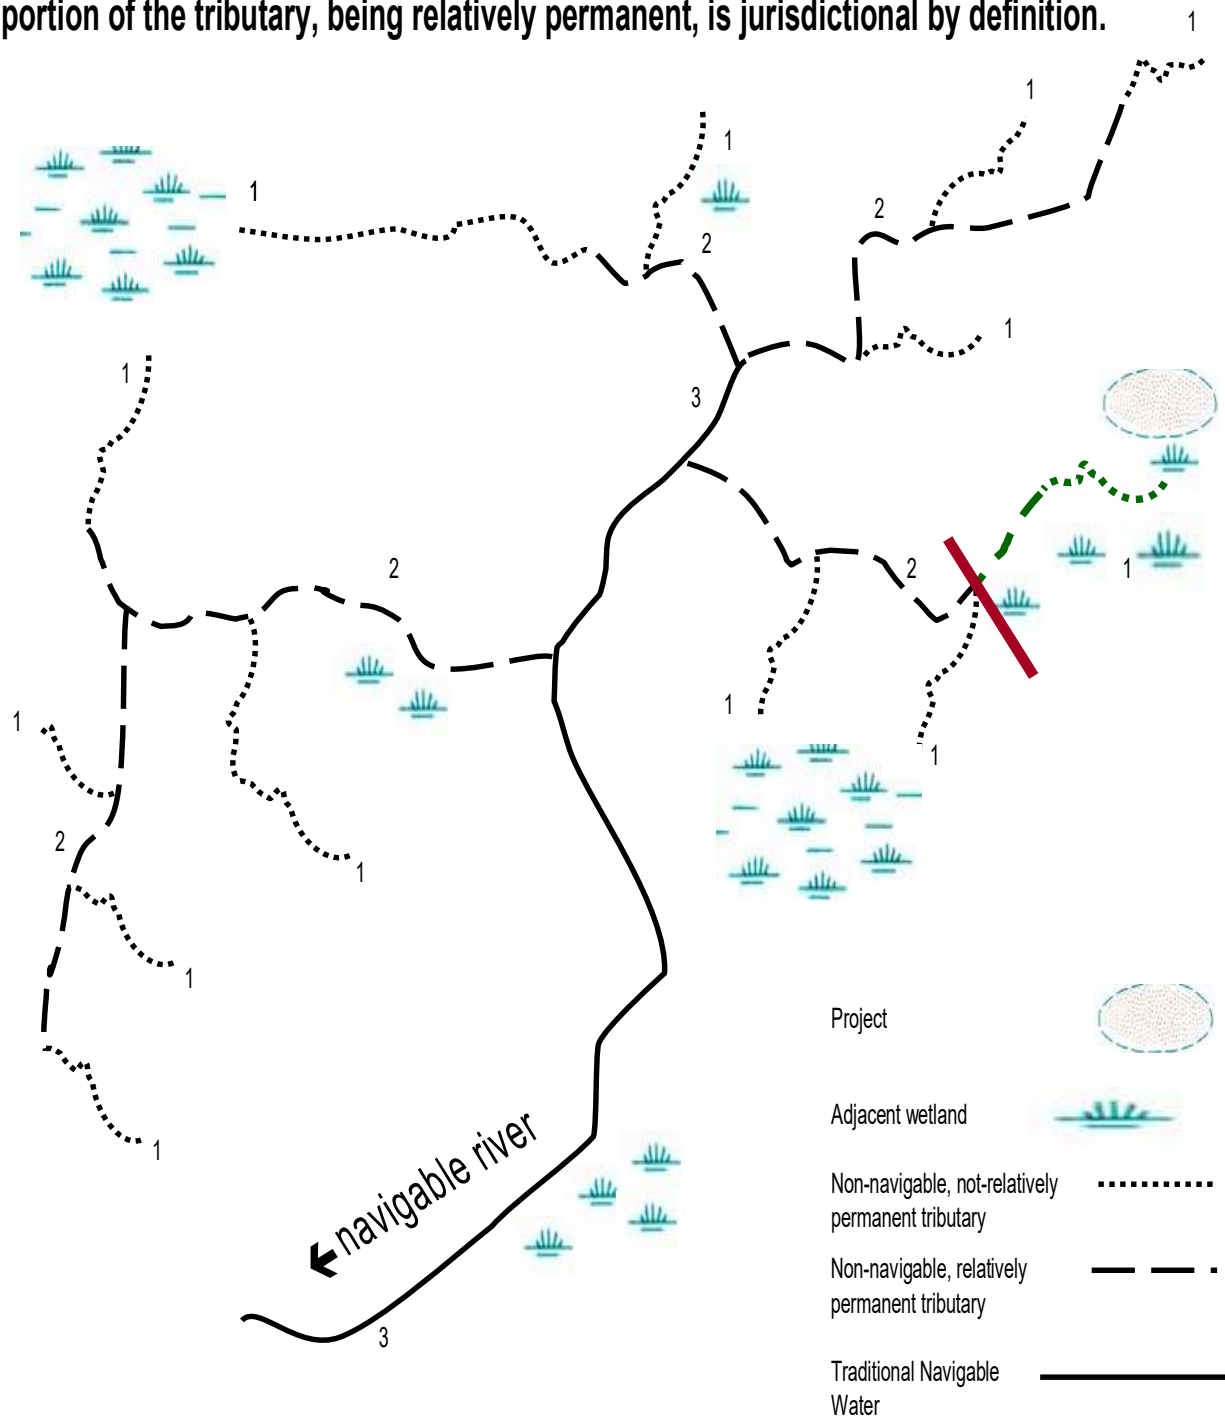 portion of the tributary, being relatively permanent, is jurisdictional by definition.
1
1
1
1
2
2
1
1
3
2
2
1
1
1
1
2
1
1
1
navigable river
3
Project
Adjacent wetland
Non-navigable, not-relatively
permanent tributary
Non-navigable, relatively
permanent tributary
Traditional Navigable
Water